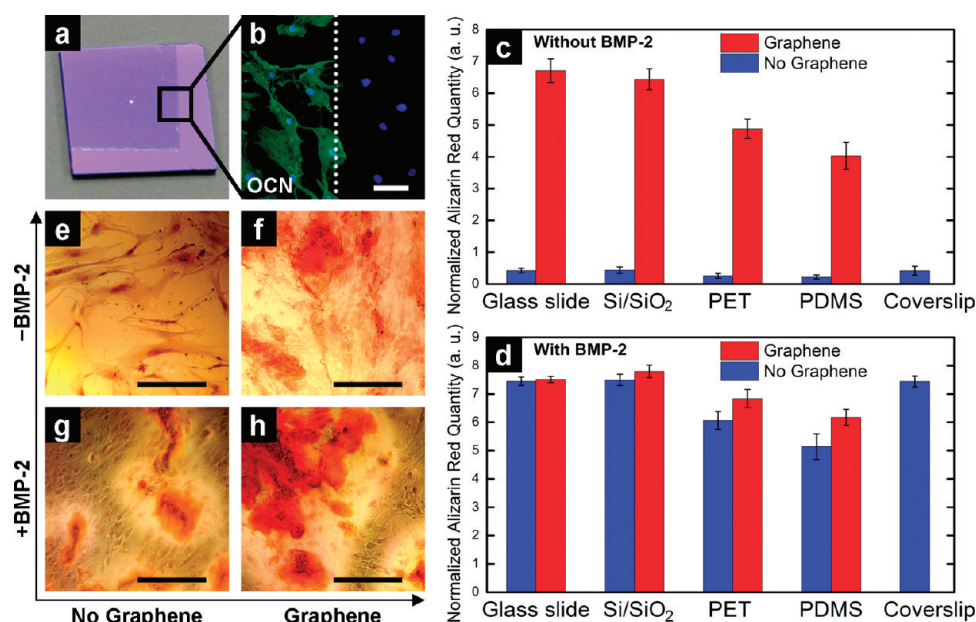 a
b
OCN
c
Without BMP-2
Graphene
No Graphene
Normalized Alizarin Red Quantity (a. u.)
8
7
6
5
4
3
2
1
0
Glass slide
Si/SiO₂
PET
PDMS
Coverslip
−BMP-2
e
f
+BMP-2
g
h
No Graphene
Graphene
d
With BMP-2
Graphene
No Graphene
Normalized Alizarin Red Quantity (a. u.)
9
8
7
6
5
4
3
2
1
0
Glass slide
Si/SiO₂
PET
PDMS
Coverslip